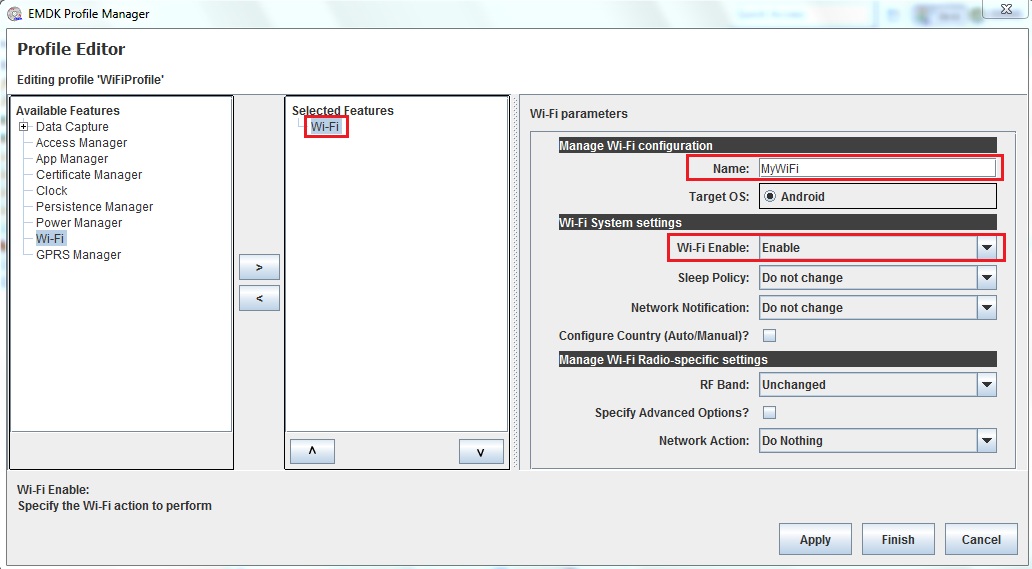 EMDK Profile Manager
Profile Editor
Editing profile 'WiFiProfile'
Available Features
Data Capture
Access Manager
App Manager
Certificate Manager
Clock
Persistence Manager
Power Manager
Wi-Fi
GPRS Manager
>
<
Selected Features
Wi-Fi
^
v
Wi-Fi parameters
Manage Wi-Fi configuration
Name: MyWiFi
Target OS: Android
Wi-Fi System settings
Wi-Fi Enable: Enable
Sleep Policy: Do not change
Network Notification: Do not change
Configure Country (Auto/Manual)?
Manage Wi-Fi Radio-specific settings
RF Band: Unchanged
Specify Advanced Options?
Network Action: Do Nothing
Wi-Fi Enable:
Specify the Wi-Fi action to perform
Apply Finish Cancel